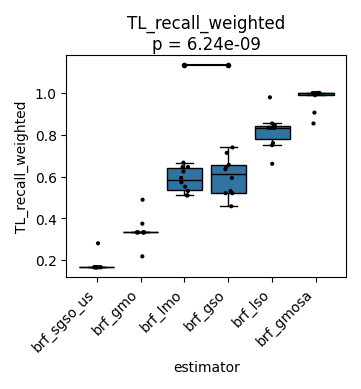 TL_recall_weighted
p = 6.24e-09
TL_recall_weighted
1.0
0.8
0.6
0.4
0.2
brf_sgso_us
brf_gmo
brf_lmo
brf_gso
brf_lso
brf_gmosa
estimator